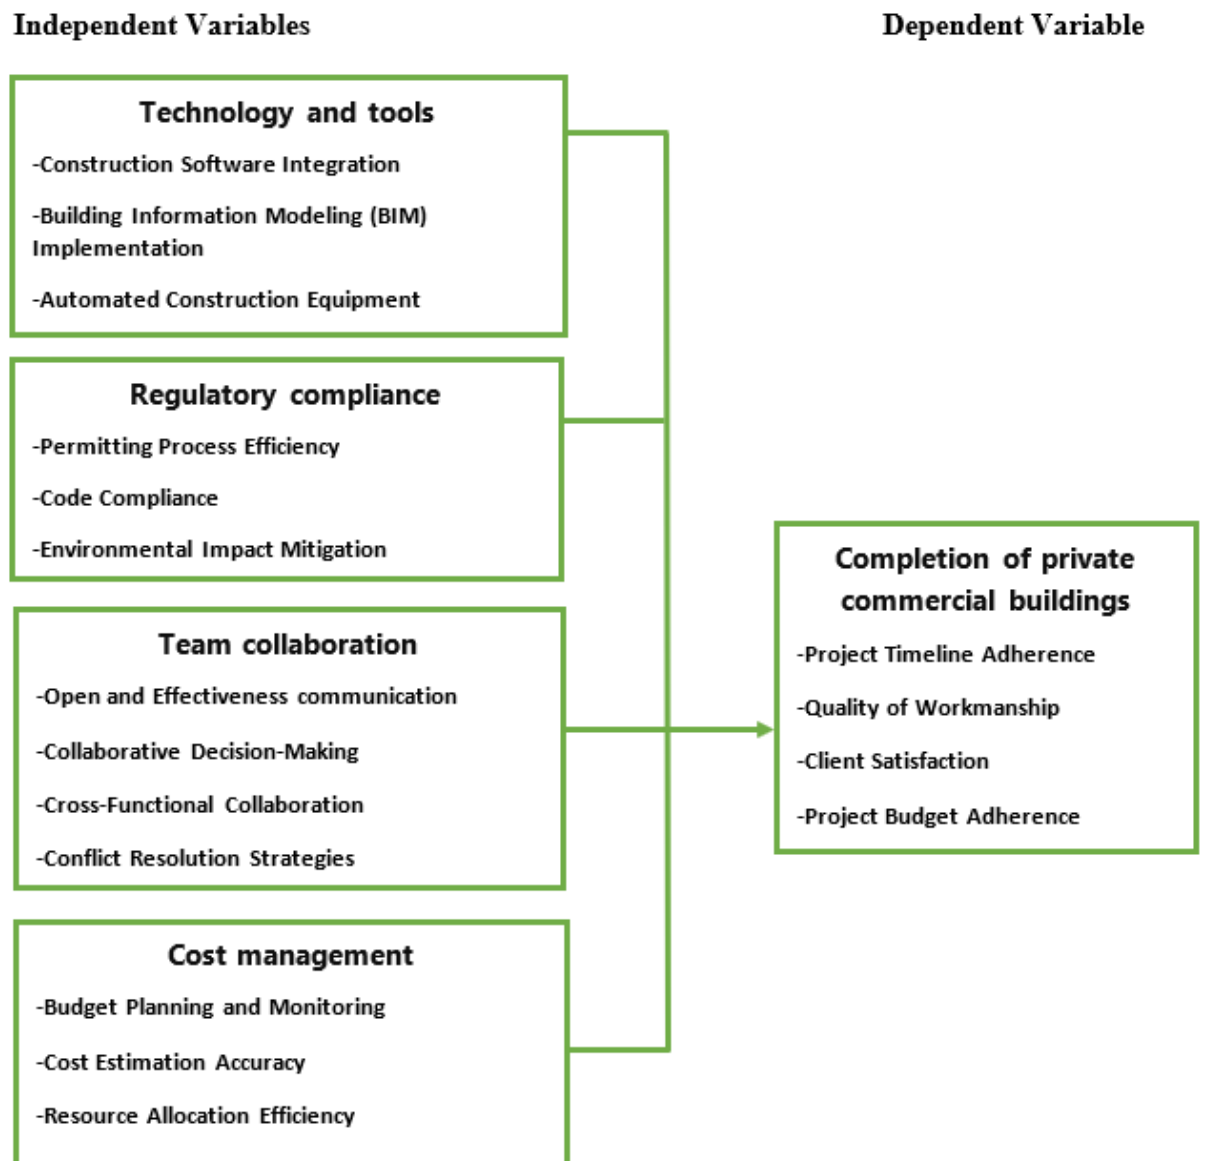 Independent Variables
Dependent Variable
Technology and tools
-Construction Software Integration
-Building Information Modeling (BIM)
Implementation
-Automated Construction Equipment
Regulatory compliance
-Permitting Process Efficiency
-Code Compliance
-Environmental Impact Mitigation
Team collaboration
-Open and Effectiveness communication
-Collaborative Decision-Making
-Cross-Functional Collaboration
-Conflict Resolution Strategies
Cost management
-Budget Planning and Monitoring
-Cost Estimation Accuracy
-Resource Allocation Efficiency
Completion of private
commercial buildings
-Project Timeline Adherence
-Quality of Workmanship
-Client Satisfaction
-Project Budget Adherence